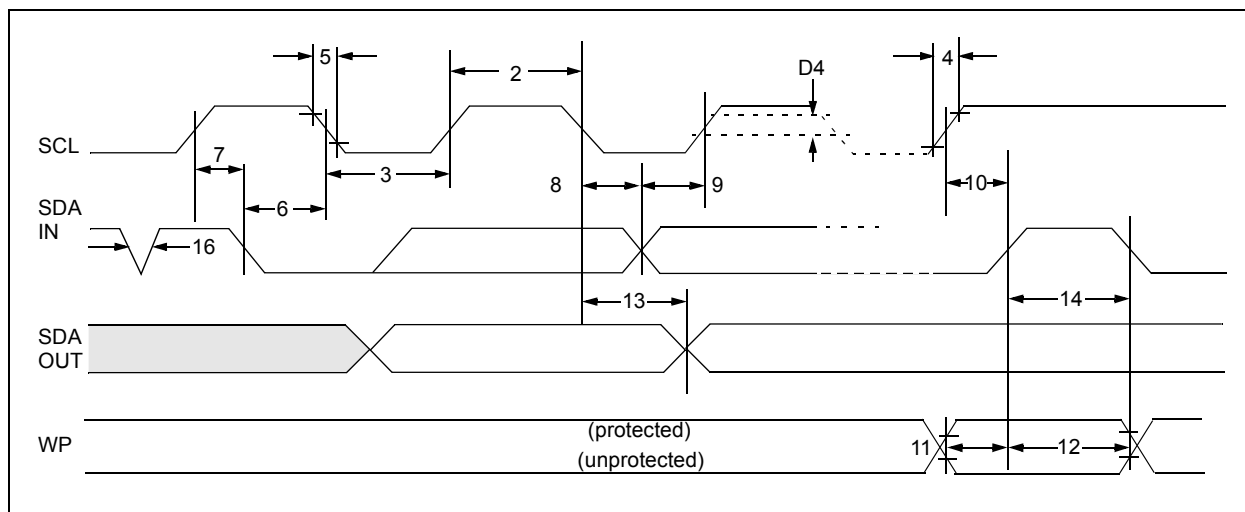 5
2
D4
4
SCL
7
3
8
9
10
6
SDA
IN
16
13
14
SDA
OUT
(protected)
WP
11
12
(unprotected)